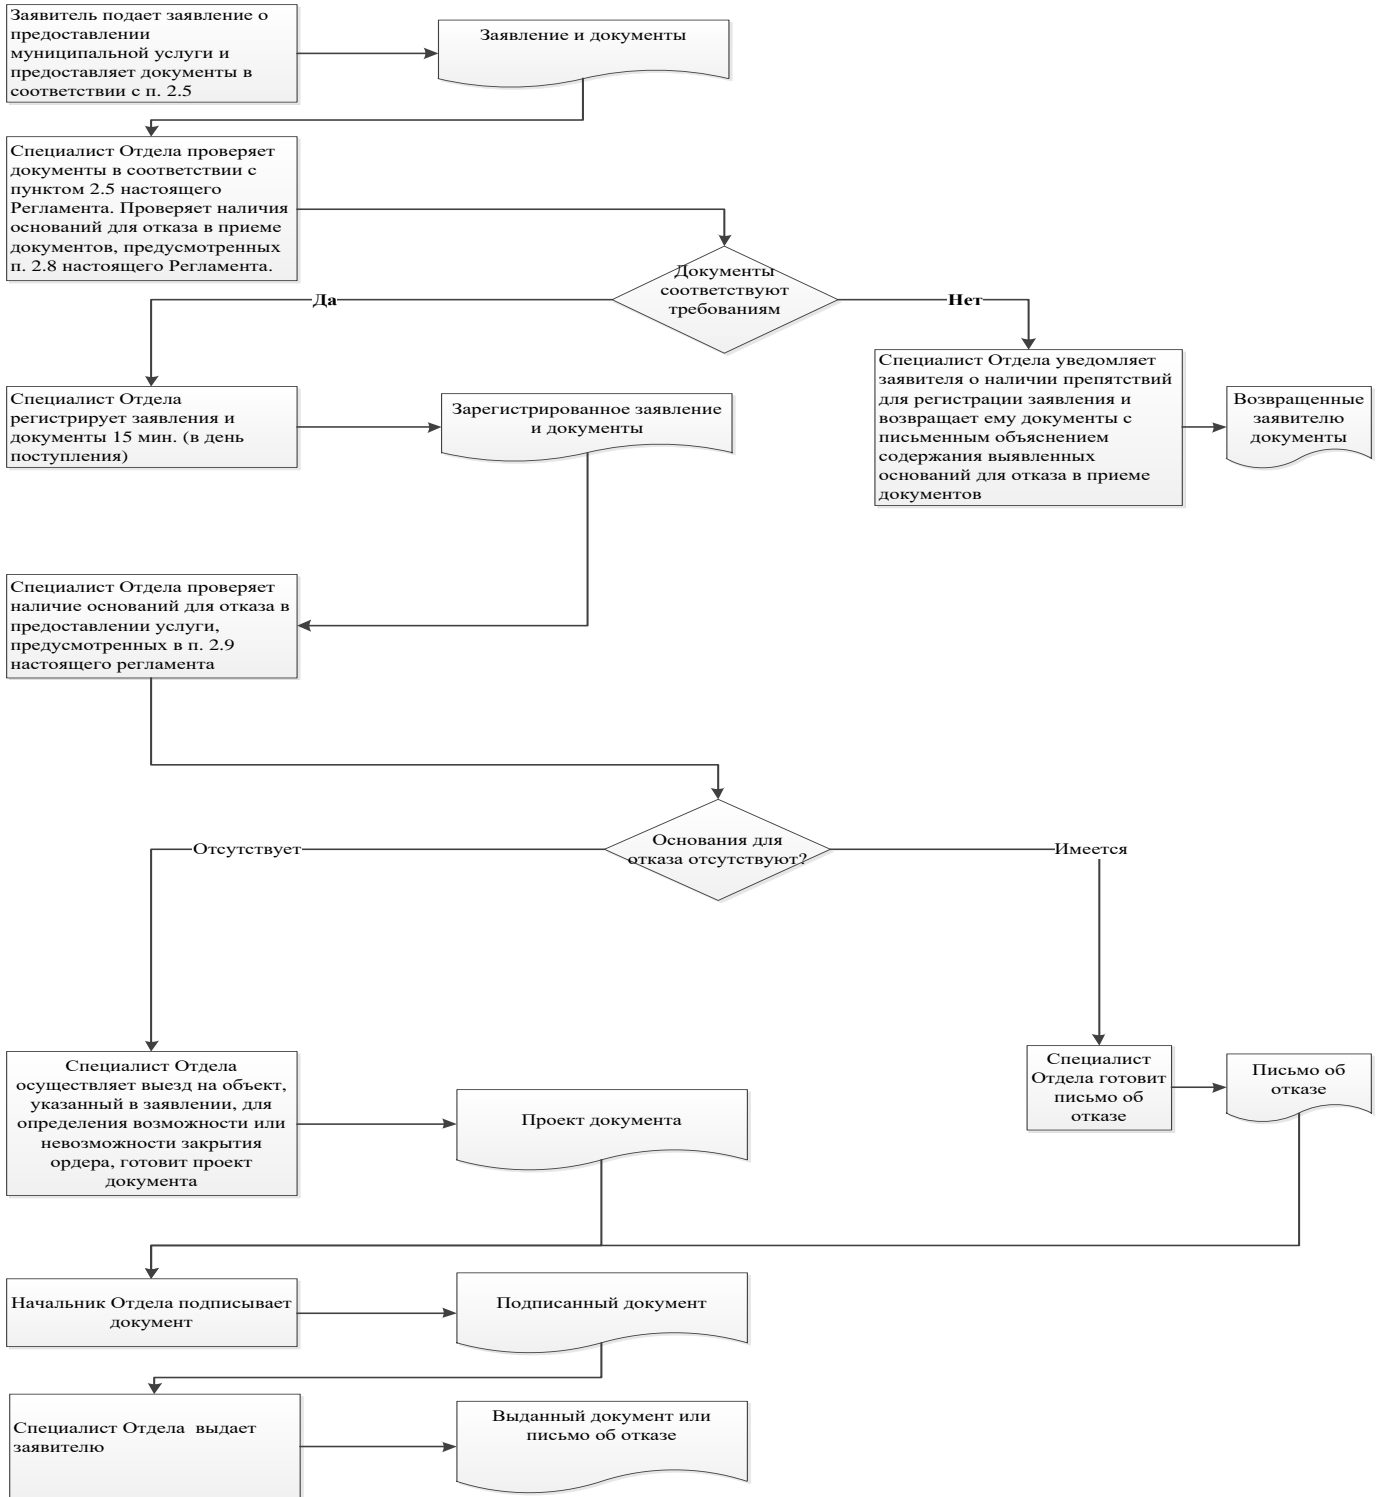 Заявитель подает заявление о
предоставлении
муниципальной услуги и
предоставляет документы в
соответствии с п. 2.5
Заявление и документы
Специалист Отдела проверяет
документы в соответствии с
пунктом 2.5 настоящего
Регламента. Проверяет наличия
оснований для отказа в приеме
документов, предусмотренных
п. 2.8 настоящего Регламента.
Документы
соответствуют
требованиям
Да
Нет
Специалист Отдела
регистрирует заявления и
документы 15 мин. (в день
поступления)
Зарегистрированное заявление
и документы
Специалист Отдела уведомляет
заявителя о наличии препятствий
для регистрации заявления и
возвращает ему документы с
письменным объяснением
содержания выявленных
оснований для отказа в приеме
документов
Возвращенные
заявителю
документы
Специалист Отдела проверяет
наличие оснований для отказа в
предоставлении услуги,
предусмотренных в п. 2.9
настоящего регламента
Основания для
отказа отсутствуют?
Отсутствует
Имеется
Специалист Отдела
осуществляет выезд на объект,
указанный в заявлении, для
определения возможности или
невозможности закрытия
ордера, готовит проект
документа
Проект документа
Специалист
Отдела готовит
письмо об
отказе
Письмо об
отказе
Начальник Отдела подписывает
документ
Подписанный документ
Специалист Отдела  выдает
заявителю
Выданный документ или
письмо об отказе